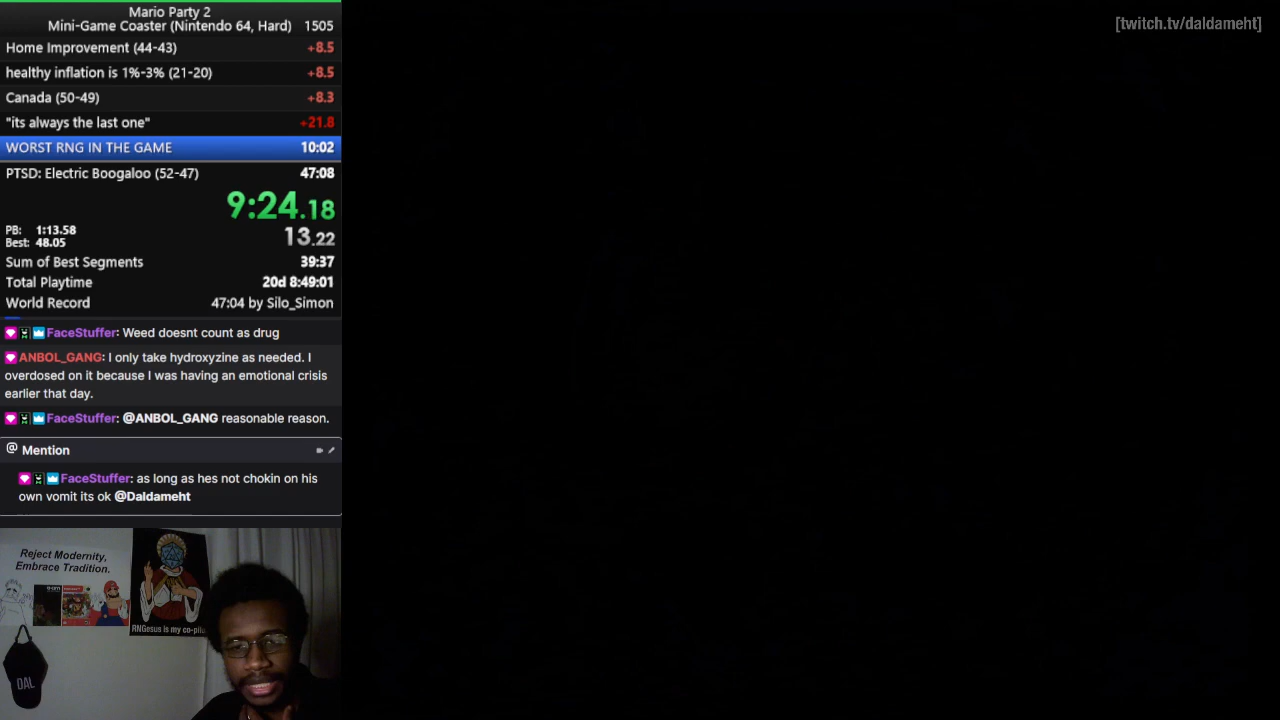 Mario Party 2
Mini-Game Coaster (Nintendo 64, Hard) 1505
Home Improvement (44-43) +8.5
healthy inflation is 1%-3% (21-20) +8.5
Canada (50-49) +8.3
"its always the last one" +21.8
WORST RNG IN THE GAME 10:02
PTSD: Electric Boogaloo (52-47) 47:08
9:24.18
PB: 1:13.58
Best: 48.05
13.22
Sum of Best Segments 39:37
Total Playtime 20d 8:49:01
World Record 47:04 by Silo_Simon
FaceStuffer: Weed doesnt count as drug
ANBOL_GANG: I only take hydroxyzine as needed. I
overdosed on it because I was having an emotional crisis
earlier that day.
FaceStuffer: @ANBOL_GANG reasonable reason.
@ Mention
FaceStuffer: as long as hes not chokin on his
own vomit its ok @Daldameht
Reject Modernity,
Embrace Tradition.
RNGesus is my co-pilo
DAL
[twitch.tv/daldameht]